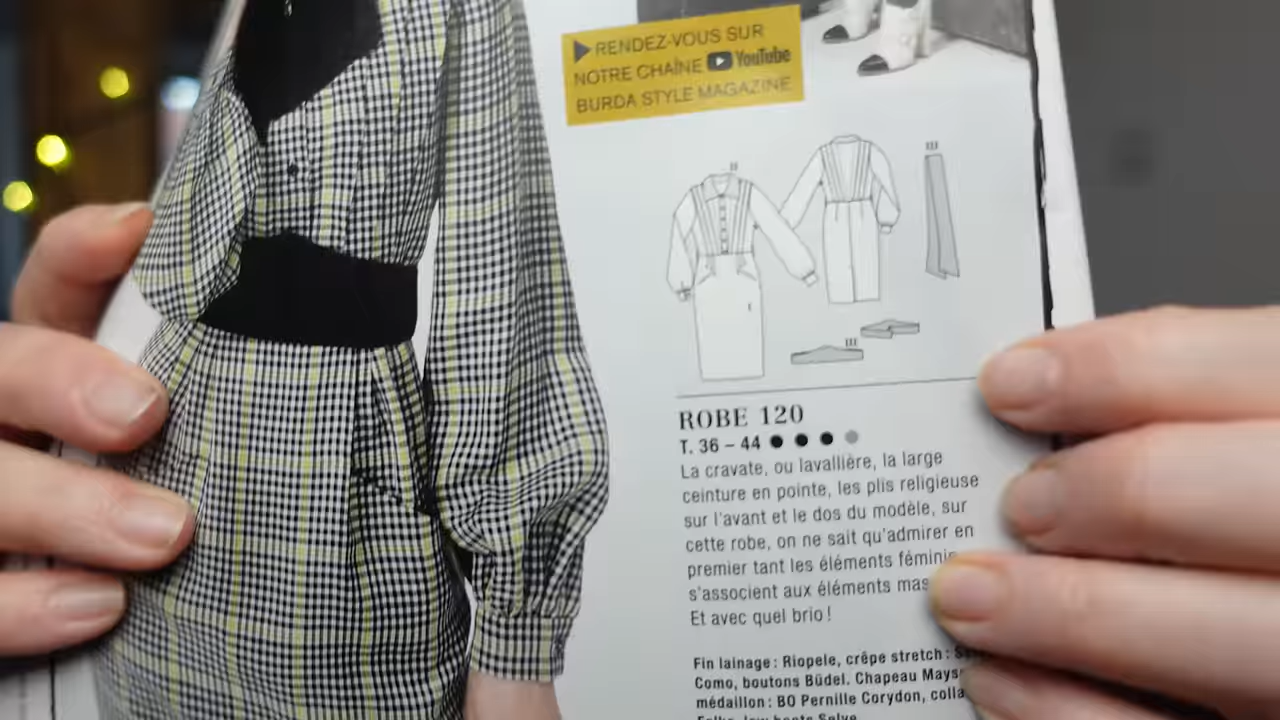 RENDEZ-VOUS SUR
NOTRE CHAÎNE YouTube
BURDA STYLE MAGAZINE
ROBE 120
T. 36 – 44
La cravate, ou lavallière, la large
ceinture en pointe, les plis religieuse
sur l'avant et le dos du modèle, sur
cette robe, on ne sait qu'admirer en
premier tant les éléments
s'associent aux éléments
Et avec quel brio !
Fin lainage : Riopele, crêpe stretch :
Como, boutons Büdel. Chapeau
médaillon : BO Pernille Corydon,